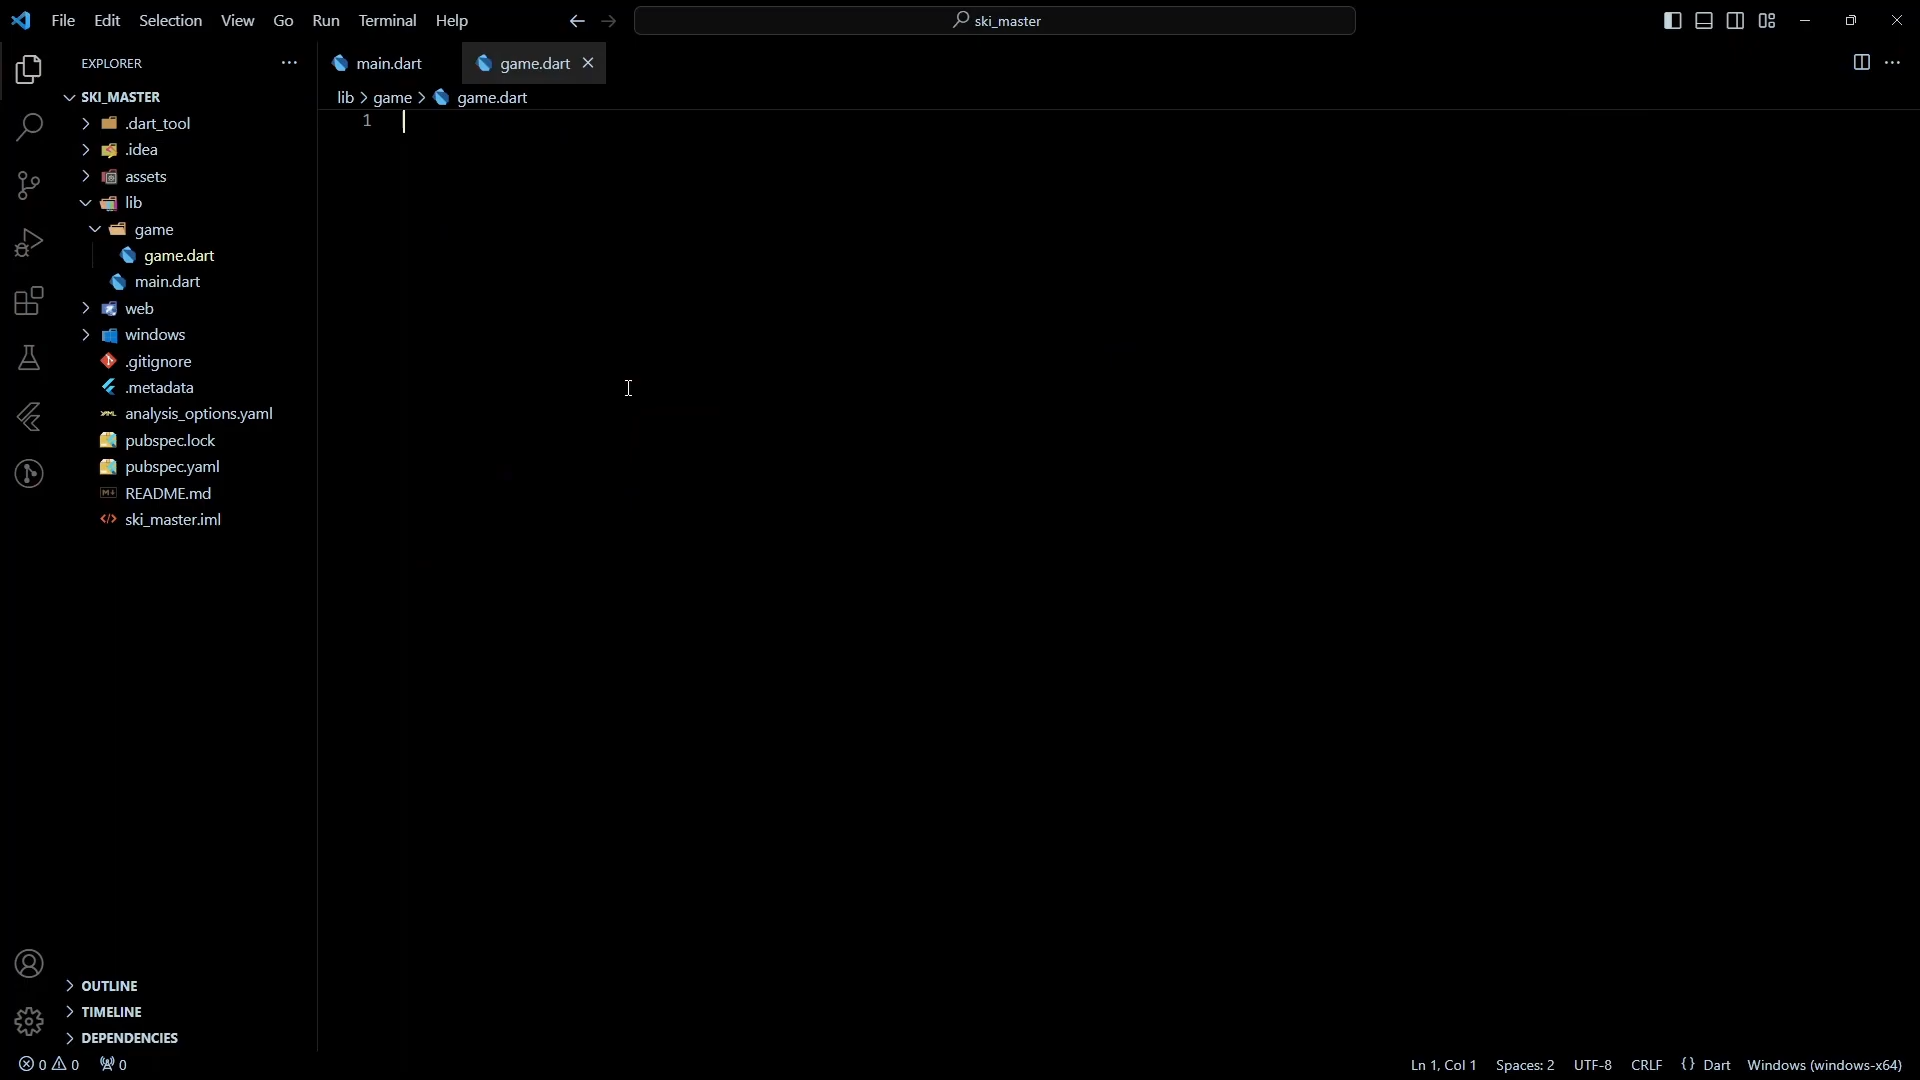 File Edit Selection View Go Run Terminal Help
ski_master
EXPLORER
main.dart
game.dart
SKI_MASTER
lib > game > game.dart
1
.dart_tool
.idea
assets
lib
game
game.dart
main.dart
web
windows
.gitignore
.metadata
analysis_options.yaml
pubspec.lock
pubspec.yaml
README.md
ski_master.iml
OUTLINE
TIMELINE
DEPENDENCIES
0 0 0
Ln 1, Col 1 Spaces: 2 UTF-8 CRLF {} Dart Windows (windows-x64)